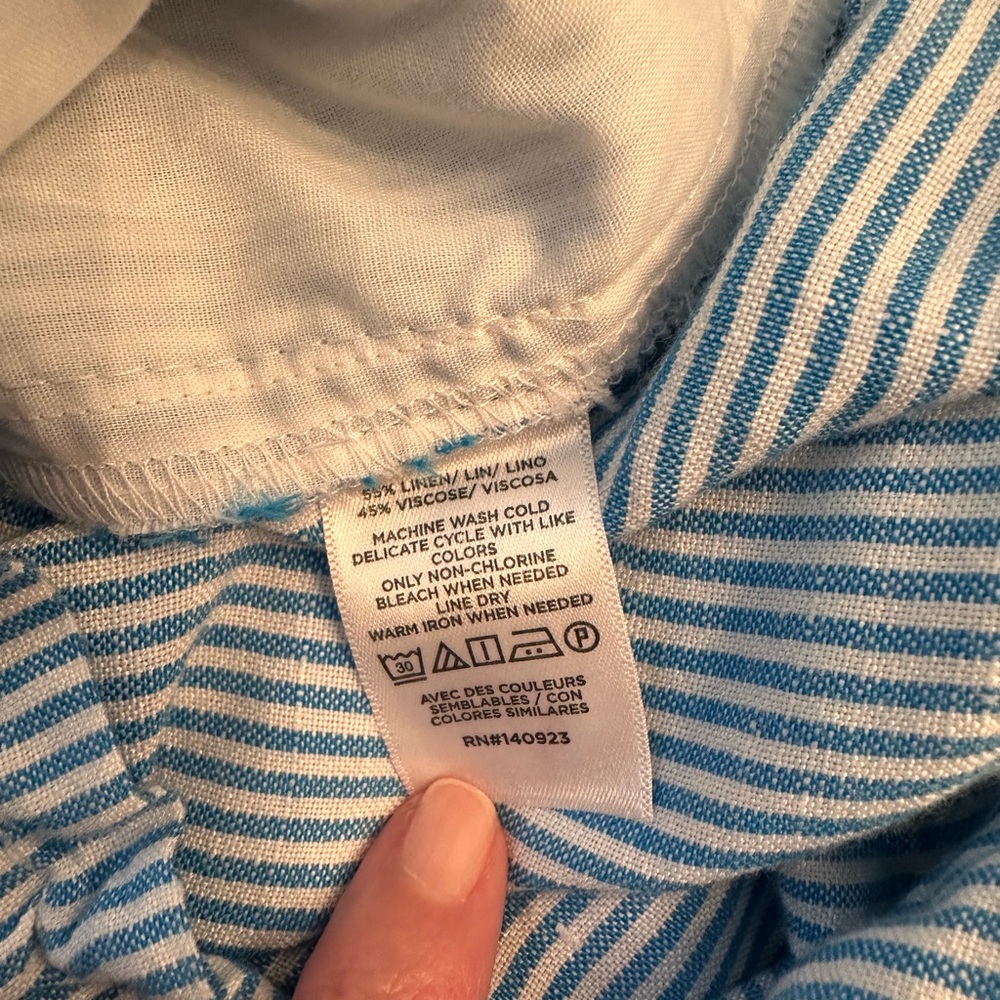 55% LINEN/ LIN/ LINO
45% VISCOSE/ VISCOSA
MACHINE WASH COLD
DELICATE CYCLE WITH LIKE
COLORS
ONLY NON-CHLORINE
BLEACH WHEN NEEDED
LINE DRY
WARM IRON WHEN NEEDED
30 P
AVEC DES COULEURS
SEMBLABLES / CON
COLORES SIMILARES
RN#140923